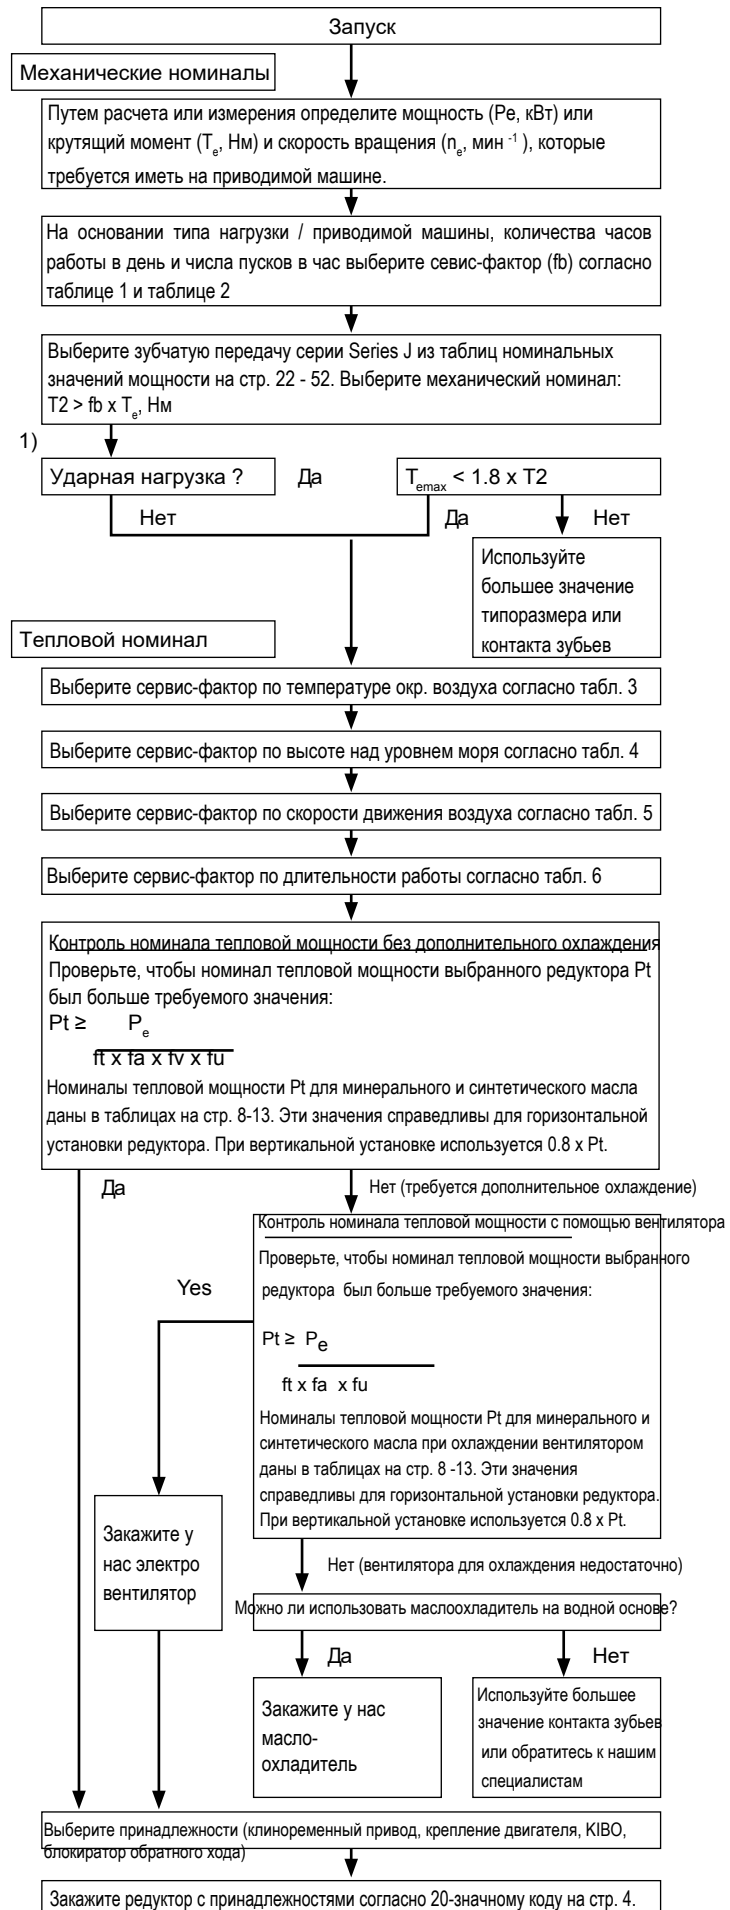 Запуск
Механические номиналы
Путем расчета или измерения определите мощность (Pe, кВт) или
крутящий момент (Te, Нм) и скорость вращения (ne, мин -1 ), которые
требуется иметь на приводимой машине.
На основании типа нагрузки / приводимой машины, количества часов
работы в день и числа пусков в час выберите севис-фактор (fb) согласно
таблице 1 и таблице 2
Выберите зубчатую передачу серии Series J из таблиц номинальных
значений мощности на стр. 22 - 52. Выберите механический номинал:
T2 > fb x Te, Нм
1)
Ударная нагрузка ?
Да
Temax < 1.8 x T2
Нет
Да
Нет
Используйте
большее значение
типоразмера или
контакта зубьев
Тепловой номинал
Выберите сервис-фактор по температуре окр. воздуха согласно табл. 3
Выберите сервис-фактор по высоте над уровнем моря согласно табл. 4
Выберите сервис-фактор по скорости движения воздуха согласно табл. 5
Выберите сервис-фактор по длительности работы согласно табл. 6
Контроль номинала тепловой мощности без дополнительного охлаждения
Проверьте, чтобы номинал тепловой мощности выбранного редуктора Pt
был больше требуемого значения:
Pt ≥ Pe
ft x fa x fv x fu
Номиналы тепловой мощности Pt для минерального и синтетического масла
даны в таблицах на стр. 8-13. Эти значения справедливы для горизонтальной
установки редуктора. При вертикальной установке используется 0.8 x Pt.
Да
Нет (требуется дополнительное охлаждение)
Контроль номинала тепловой мощности с помощью вентилятора
Проверьте, чтобы номинал тепловой мощности выбранного
редуктора был больше требуемого значения:
Yes
Pt ≥ Pe
ft x fa x fu
Номиналы тепловой мощности Pt для минерального и
синтетического масла при охлаждении вентилятором
даны в таблицах на стр. 8 -13. Эти значения
справедливы для горизонтальной установки редуктора.
При вертикальной установке используется 0.8 x Pt.
Закажите у
нас электро
вентилятор
Нет (вентилятора для охлаждения недостаточно)
Можно ли использовать маслоохладитель на водной основе?
Да
Нет
Закажите у нас
масло-
охладитель
Используйте большее
значение контакта зубьев
или обратитесь к нашим
специалистам
Выберите принадлежности (клиноременный привод, крепление двигателя, KIBO,
блокиратор обратного хода)
Закажите редуктор с принадлежностями согласно 20-значному коду на стр. 4.